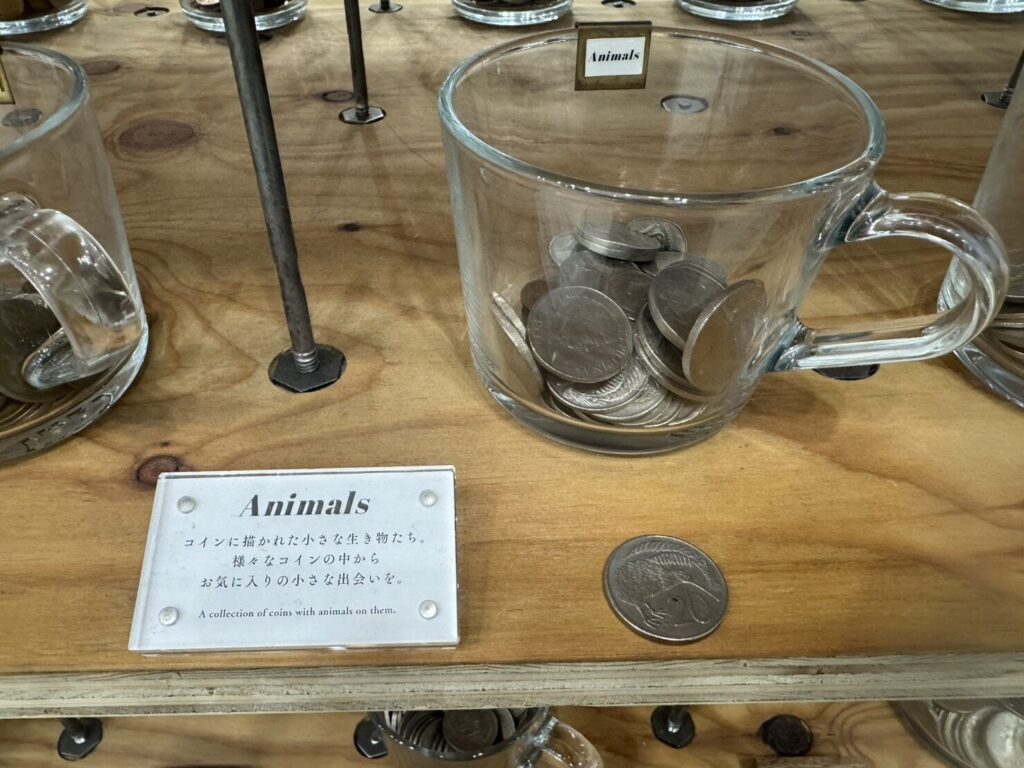 Animals
Animals
コインに描かれた小さな生き物たち。
様々なコインの中から
お気に入りの小さな出会いを。
A collection of coins with animals on them.